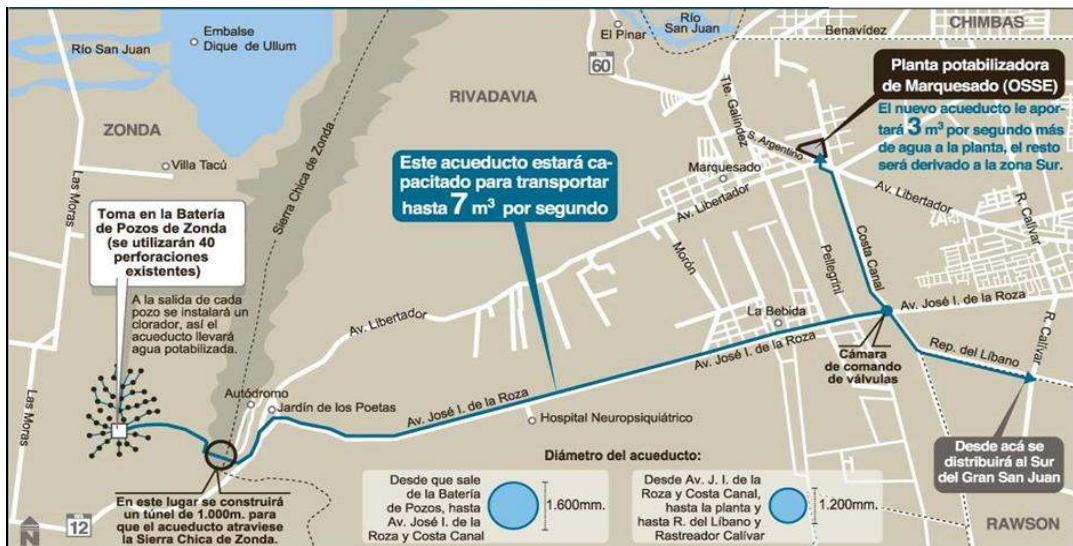 Embalse
Dique de Ullum
Río San Juan
ZONDA
Villa Tacú
Las Moras
Sierra Chica de Zonda
RIVADAVIA
El Pinar
Río
San Juan
60
Benavídez
CHIMBAS
Planta potabilizadora
de Marquesado (OSSE)
El nuevo acueducto le apor-
tará 3 m³ por segundo más
de agua a la planta, el resto
será derivado a la zona Sur.
Tte. Galíndez
S. Argentino
Marquesado
Av. Libertador
Av. Libertador
R. Calívar
Este acueducto estará ca-
pacitado para transportar
hasta 7 m³ por segundo
Toma en la Batería
de Pozos de Zonda
(se utilizarán 40
perforaciones
existentes)
A la salida de cada
pozo se instalará un
clorador, así el
acueducto llevará
agua potabilizada.
Morón
Pellegrini
Costa Canal
Av. José I. de la Roza
La Bebida
Av. Libertador
Av. José I. de la Roza
Cámara
de comando
de válvulas
Rep. del Líbano
R. Calívar
Las Moras
Autódromo
Jardín de los Poetas
Av. José I. de la Roza
Hospital Neuropsiquiátrico
Desde acá se
distribuirá al Sur
del Gran San Juan
RAWSON
En este lugar se construirá
un túnel de 1.000m. para
que el acueducto atraviese
la Sierra Chica de Zonda.
N
12
Diámetro del acueducto:
Desde que sale
de la Batería
de Pozos, hasta
Av. José I. de la
Roza y Costa Canal
1.600mm.
Desde Av. J. I. de la
Roza y Costa Canal,
hasta la planta y
hasta R. del Líbano y
Rastreador Calívar
1.200mm.